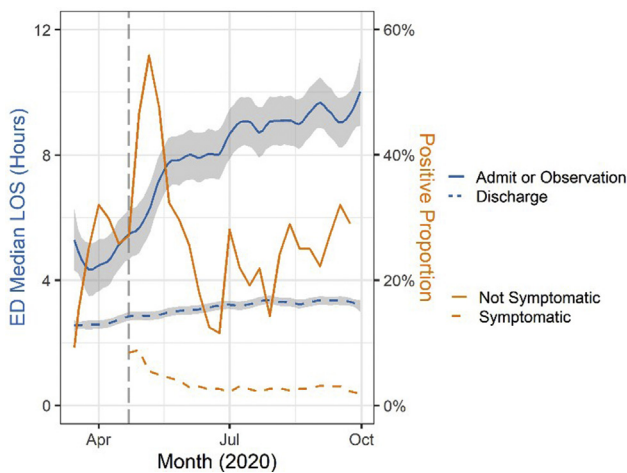 12
8
4
0
ED Median LOS (Hours)
60%
40%
20%
0%
Positive Proportion
Apr
Jul
Oct
Month (2020)
Admit or Observation
Discharge
Not Symptomatic
Symptomatic